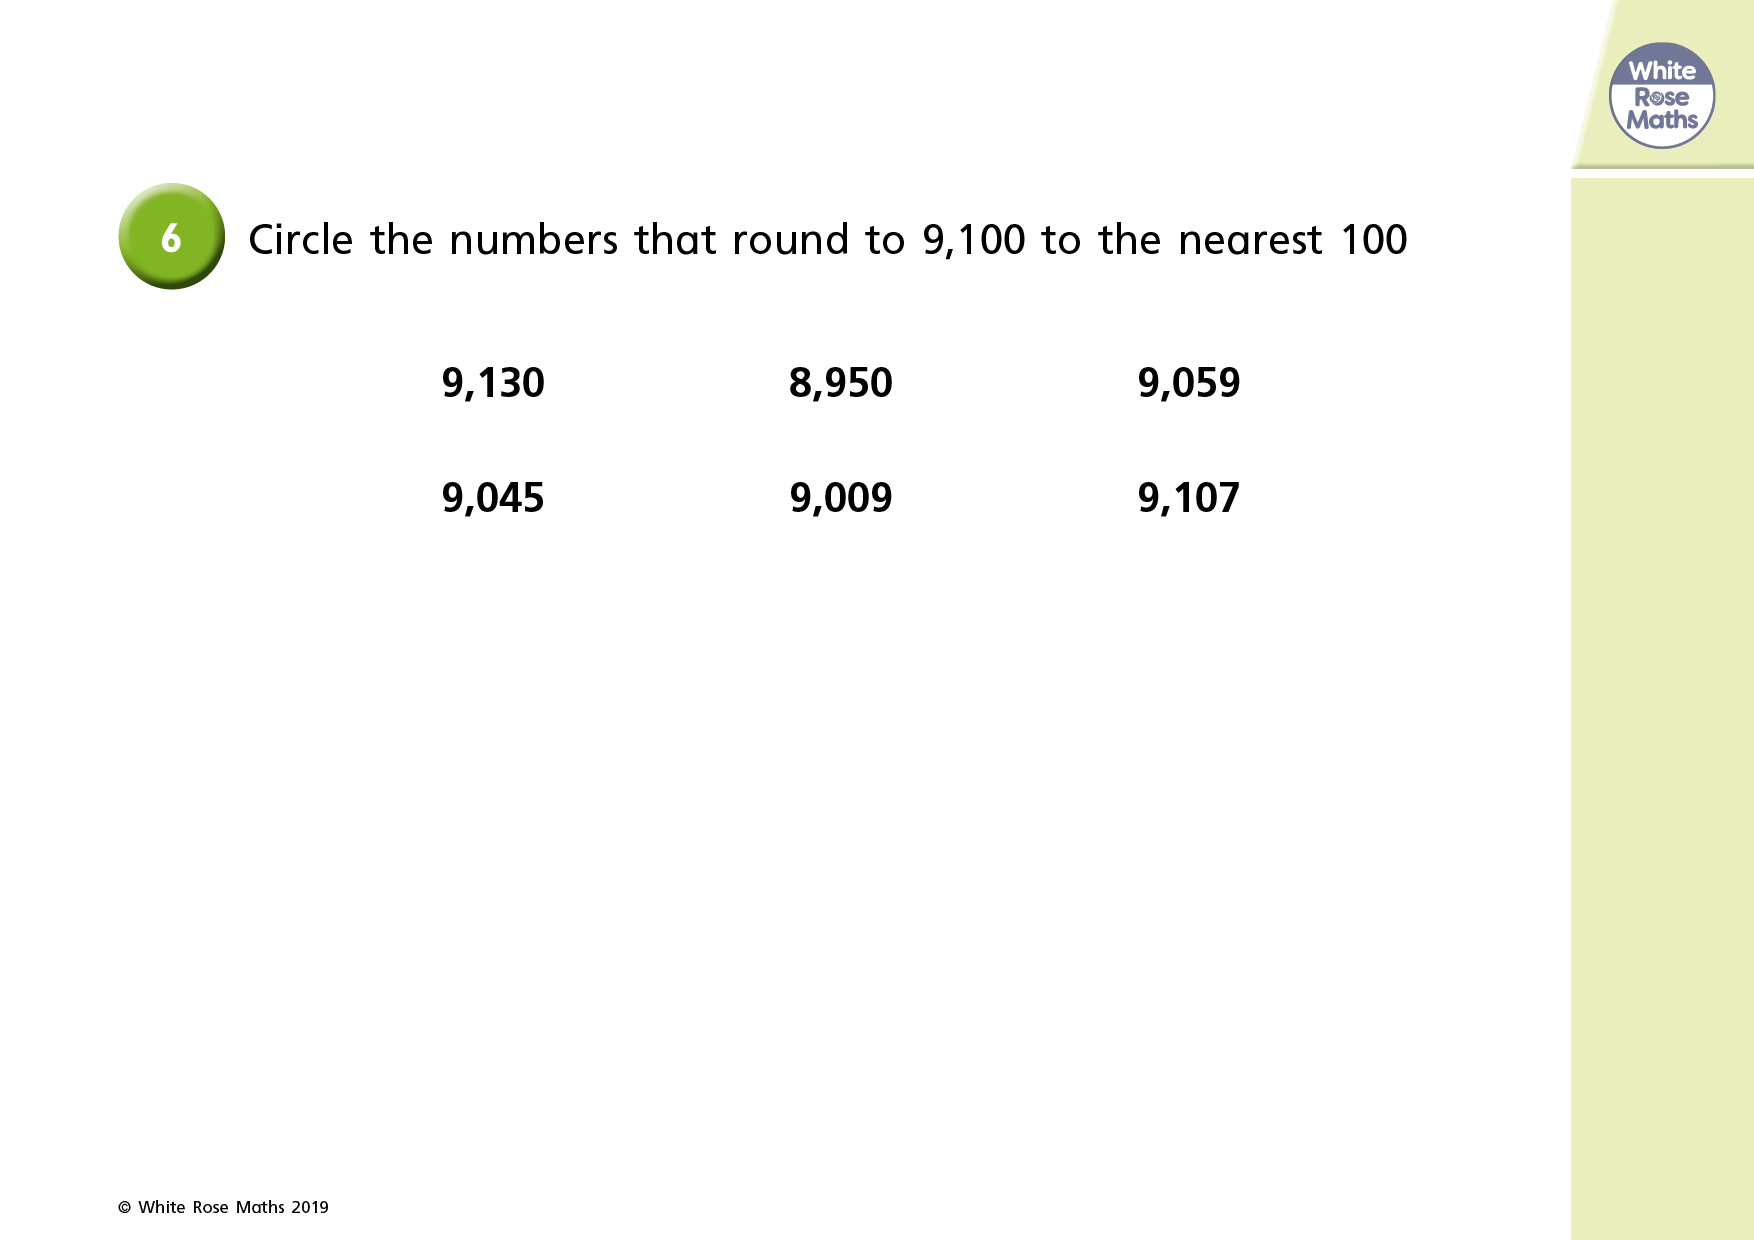 White
Rose
Maths
6 Circle the numbers that round to 9,100 to the nearest 100
9,130 8,950 9,059
9,045 9,009 9,107
© White Rose Maths 2019